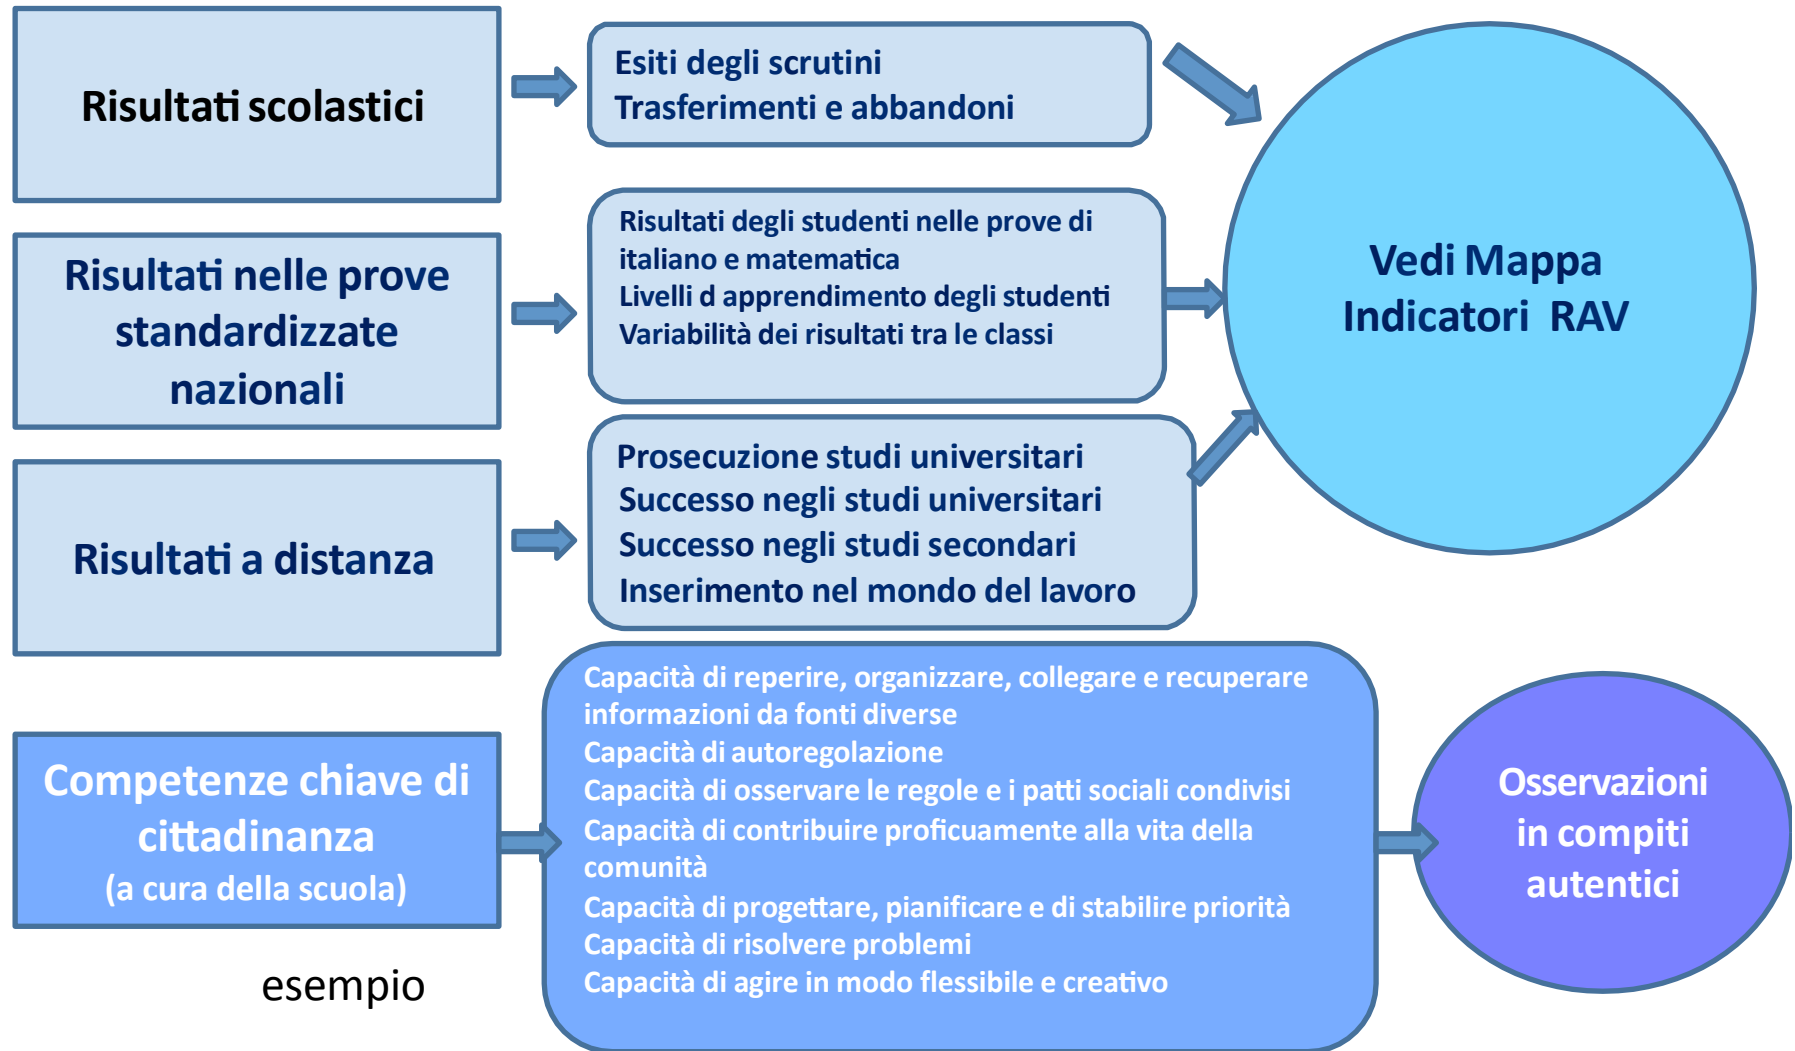 Risultati scolastici
Esiti degli scrutini
Trasferimenti e abbandoni
Risultati nelle prove
standardizzate
nazionali
Risultati degli studenti nelle prove di
italiano e matematica
Livelli d apprendimento degli studenti
Variabilità dei risultati tra le classi
Vedi Mappa
Indicatori RAV
Risultati a distanza
Prosecuzione studi universitari
Successo negli studi universitari
Successo negli studi secondari
Inserimento nel mondo del lavoro
Competenze chiave di
cittadinanza
(a cura della scuola)
Capacità di reperire, organizzare, collegare e recuperare
informazioni da fonti diverse
Capacità di autoregolazione
Capacità di osservare le regole e i patti sociali condivisi
Capacità di contribuire proficuamente alla vita della
comunità
Capacità di progettare, pianificare e di stabilire priorità
Capacità di risolvere problemi
Capacità di agire in modo flessibile e creativo
Osservazioni
in compiti
autentici
esempio